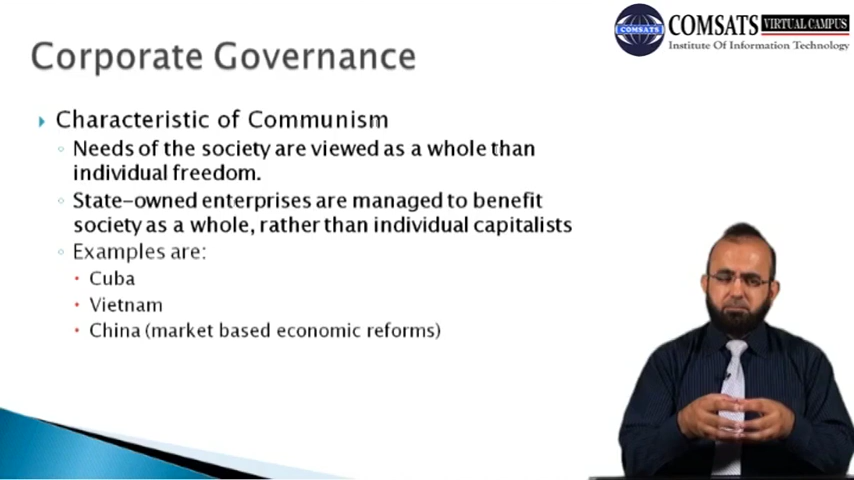 COMSATS VIRTUAL CAMPUS
COMSATS
Institute Of Information Technology
Corporate Governance
Characteristic of Communism
Needs of the society are viewed as a whole than
individual freedom.
State-owned enterprises are managed to benefit
society as a whole, rather than individual capitalists
Examples are:
Cuba
Vietnam
China (market based economic reforms)